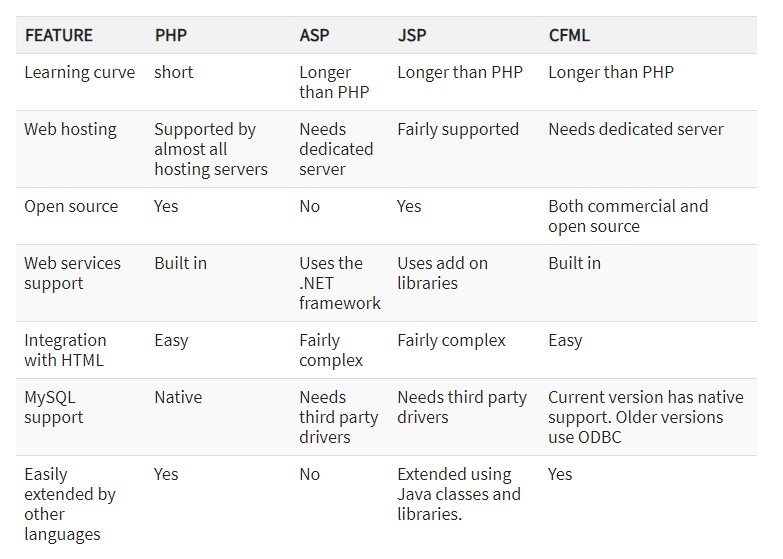 FEATURE PHP ASP JSP CFML
Learning curve short Longer than PHP Longer than PHP Longer than PHP
Web hosting Supported by almost all hosting servers Needs dedicated server Fairly supported Needs dedicated server
Open source Yes No Yes Both commercial and open source
Web services support Built in Uses the .NET framework Uses add on libraries Built in
Integration with HTML Easy Fairly complex Fairly complex Easy
MySQL support Native Needs third party drivers Needs third party drivers Current version has native support. Older versions use ODBC
Easily extended by other languages Yes No Extended using Java classes and libraries. Yes